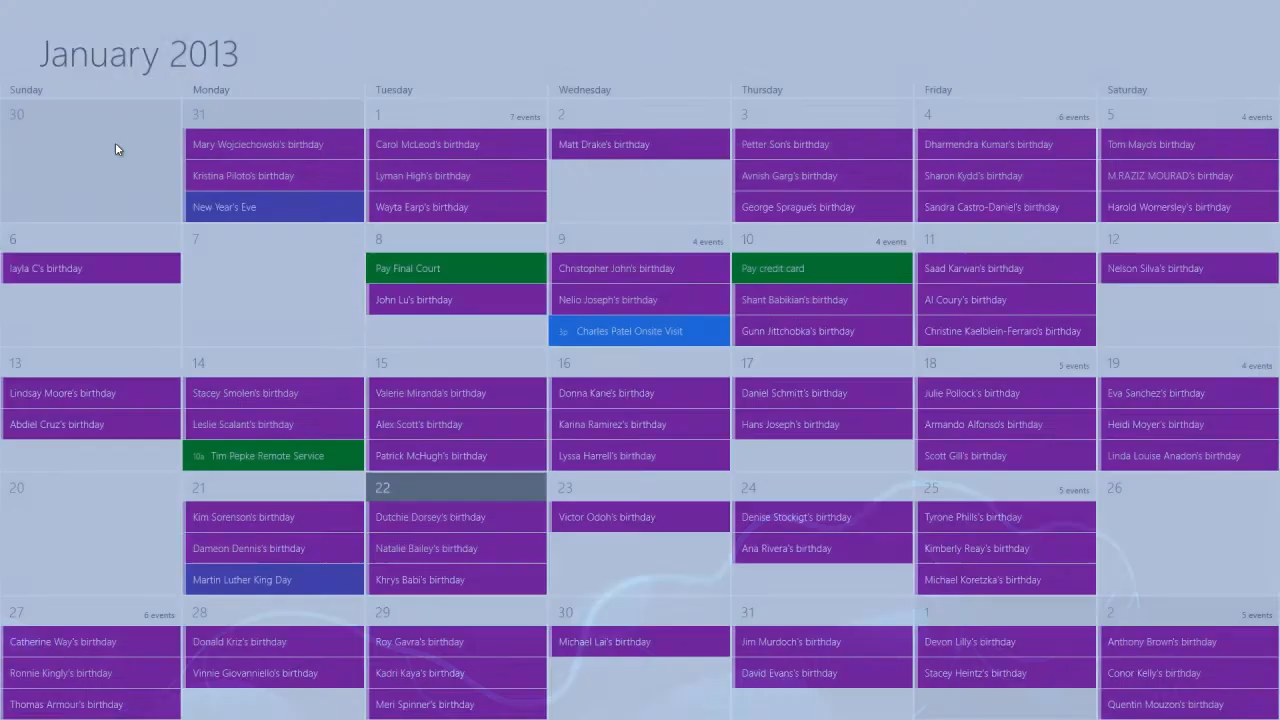 January 2013
Sunday Monday Tuesday Wednesday Thursday Friday Saturday
30 31 1 7 events 2 3 4 6 events 5 4 events
Mary Wojciechowski's birthday Carol McLeod's birthday Matt Drake's birthday Petter Son's birthday Dharmendra Kumar's birthday Tom Mayo's birthday
Kristina Piloto's birthday Lyman High's birthday Avnish Garg's birthday Sharon Kydd's birthday M.RAZIZ MOURAD's birthday
New Year's Eve Wayta Earp's birthday George Sprague's birthday Sandra Castro-Daniel's birthday Harold Womersley's birthday
6 7 8 9 4 events 10 4 events 11 12
layla C's birthday Pay Final Court Christopher John's birthday Pay credit card Saad Karwan's birthday Nelson Silva's birthday
John Lu's birthday Nelio Joseph's birthday Shant Babikian's birthday Al Coury's birthday
3p Charles Patel Onsite Visit Gunn Jittchobka's birthday Christine Kaelblein-Ferraro's birthday
13 14 15 16 17 18 5 events 19 4 events
Lindsay Moore's birthday Stacey Smolen's birthday Valerie Miranda's birthday Donna Kane's birthday Daniel Schmitt's birthday Julie Pollock's birthday Eva Sanchez's birthday
Abdiel Cruz's birthday Leslie Scalant's birthday Alex Scott's birthday Karina Ramirez's birthday Hans Joseph's birthday Armando Alfonso's birthday Heidi Moyer's birthday
10a Tim Pepke Remote Service Patrick McHugh's birthday Lyssa Harrell's birthday Scott Gill's birthday Linda Louise Anadon's birthday
20 21 22 23 24 25 5 events 26
Kim Sorenson's birthday Dutchie Dorsey's birthday Victor Odoh's birthday Denise Stockigt's birthday Tyrone Phills's birthday
Dameon Dennis's birthday Natalie Bailey's birthday Ana Rivera's birthday Kimberly Reay's birthday
Martin Luther King Day Khrys Babi's birthday Michael Koretzka's birthday
27 6 events 28 29 30 31 1 2 5 events
Catherine Way's birthday Donald Kriz's birthday Roy Gavra's birthday Michael Lai's birthday Jim Murdoch's birthday Devon Lilly's birthday Anthony Brown's birthday
Ronnie Kingly's birthday Vinnie Giovanniello's birthday Kadri Kaya's birthday David Evans's birthday Stacey Heintz's birthday Conor Kelly's birthday
Thomas Armour's birthday Meri Spinner's birthday Quentin Mouzon's birthday